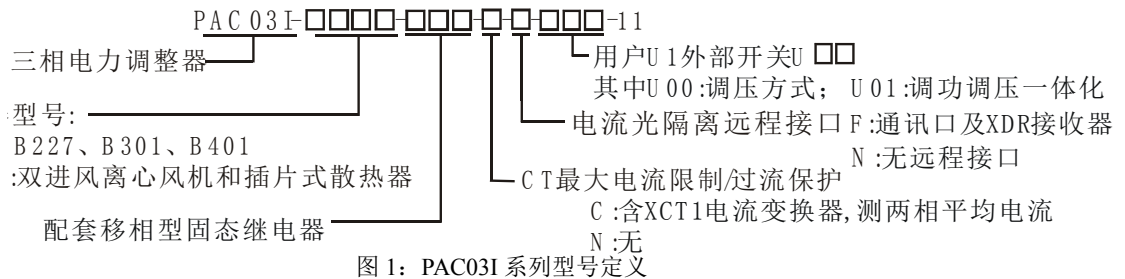 PAC03I-□□□□-□□□-□-□-□□□-11
三相电力调整器
用户U1外部开关U□□
其中U00:调压方式； U01:调功调压一体化
型号:
电流光隔离远程接口 F:通讯口及XDR接收器
B227、B301、B401
N:无远程接口
:双进风离心风机和插片式散热器
CT最大电流限制/过流保护
C:含XCT1电流变换器,测两相平均电流
配套移相型固态继电器
N:无
图 1：PAC03I 系列型号定义